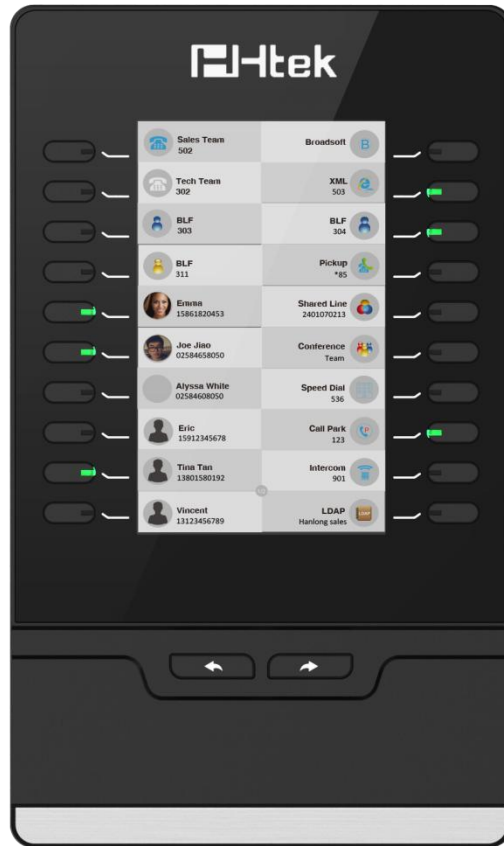 Htek
Sales Team
502
Tech Team
302
BLF
303
BLF
311
Emma
15861820453
Joe Jiao
02584658050
Alyssa White
02584608050
Eric
15912345678
Tina Tan
13801580192
Vincent
13123456789
Broadsoft
B
XML
503
BLF
304
Pickup
*85
Shared Line
2401070213
Conference
Team
Speed Dial
536
Call Park
P
123
Intercom
901
LDAP
Hanlong sales
LDAP